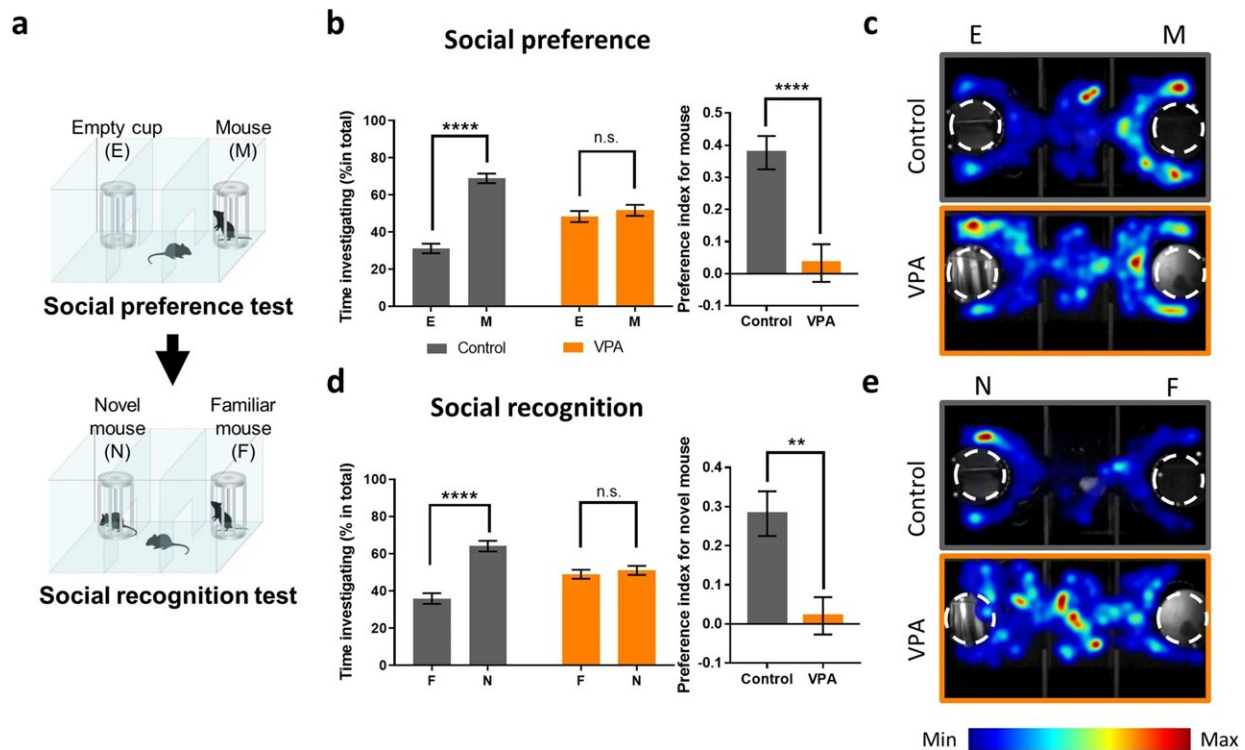 a
Empty cup
(E)
Mouse
(M)
Social preference test
Novel
mouse
(N)
Familiar
mouse
(F)
Social recognition test
b
Social preference
Time investigating (%in total)
100
80
60
40
20
0
****
n.s.
E
M
E
M
Control
VPA
Preference index for mouse
0.5
0.4
0.3
0.2
0.1
0.0
-0.1
****
Control
VPA
c
E
M
Control
VPA
d
Social recognition
Time investigating (% in total)
100
80
60
40
20
0
****
n.s.
F
N
F
N
Preference index for novel mouse
0.4
0.3
0.2
0.1
0.0
-0.1
**
Control
VPA
e
N
F
Control
VPA
Min
Max